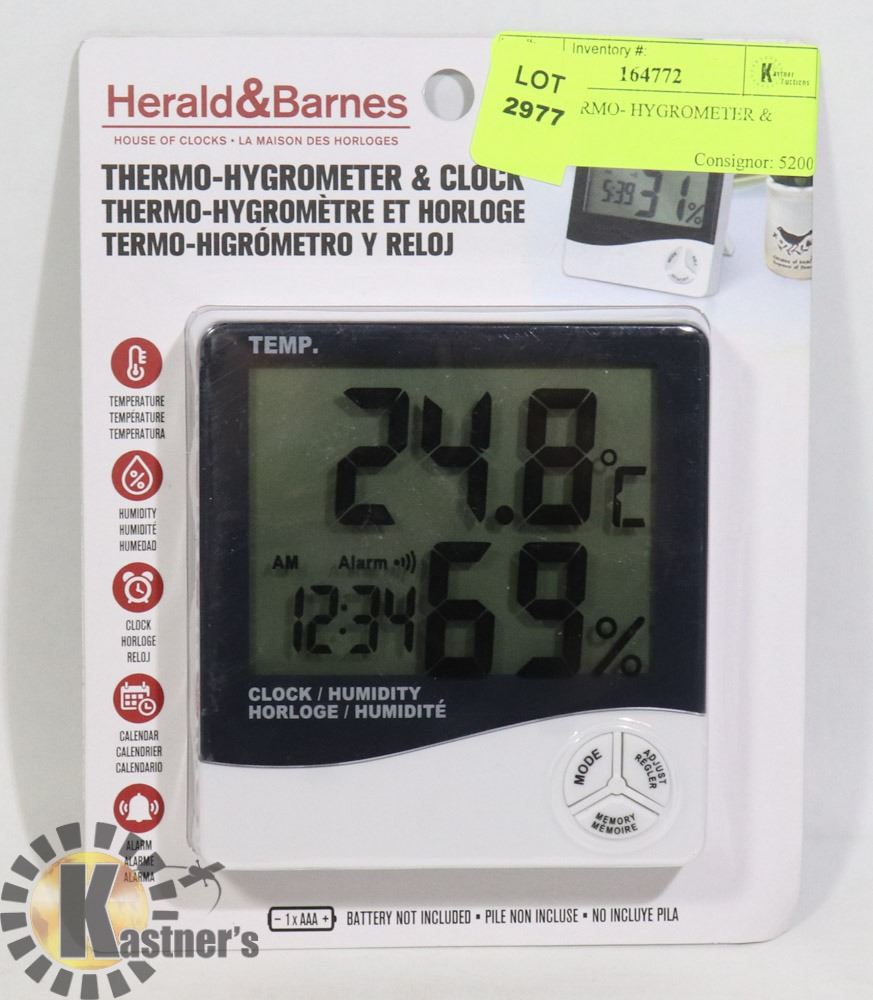 Inventory #:
LOT 164772
2977
Kastner Auctions
RMO- HYGROMETER &
Consignor: 5200
Herald&Barnes
HOUSE OF CLOCKS • LA MAISON DES HORLOGES
THERMO-HYGROMETER & CLOCK
THERMO-HYGROMÈTRE ET HORLOGE
TERMO-HIGRÓMETRO Y RELOJ
5:39 31%
TEMP.
24.8°C
AM Alarm
12:34 69%
CLOCK / HUMIDITY
HORLOGE / HUMIDITÉ
MODE
ADJUST
RÉGLER
MEMORY
MÉMOIRE
TEMPERATURE
TEMPÉRATURE
TEMPERATURA
HUMIDITY
HUMIDITÉ
HUMEDAD
CLOCK
HORLOGE
RELOJ
CALENDAR
CALENDRIER
CALENDARIO
ALARM
ALARME
ALARMA
- 1 x AAA + BATTERY NOT INCLUDED ▪ PILE NON INCLUSE ▪ NO INCLUYE PILA
Kastner's